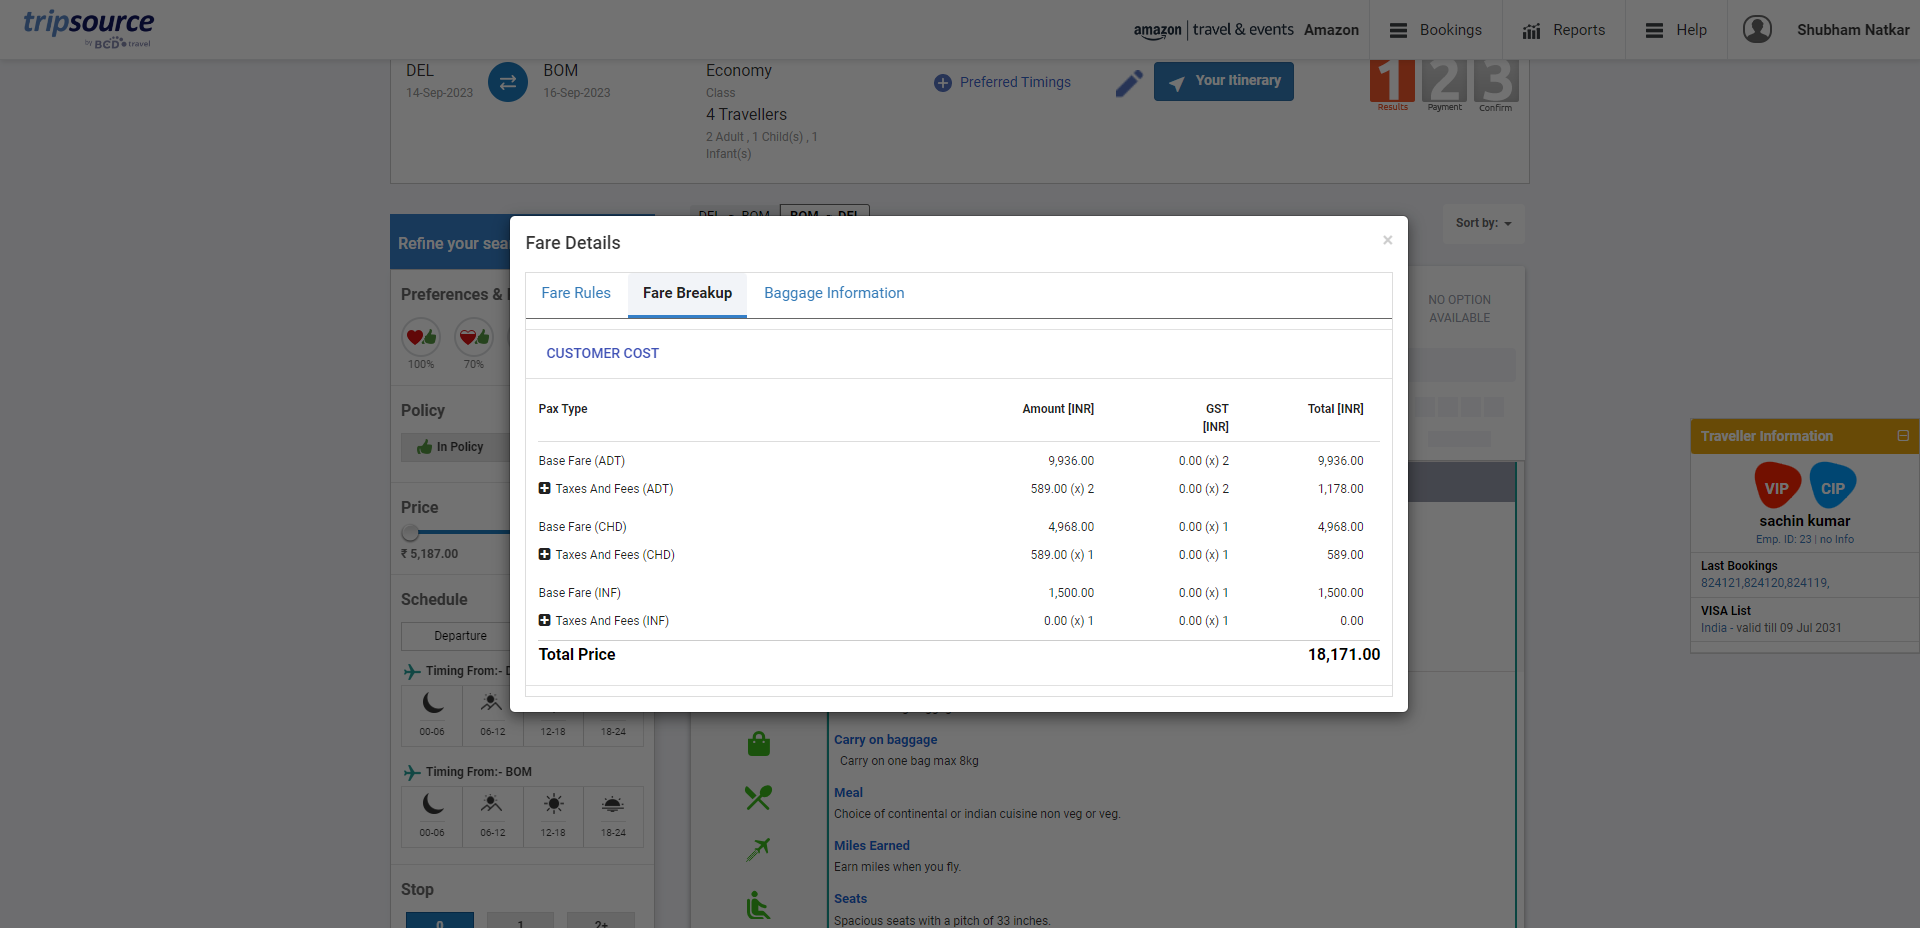 tripsource
by BCD travel
amazon | travel & events Amazon
Bookings
Reports
Help
Shubham Natkar
DEL
14-Sep-2023
BOM
16-Sep-2023
Economy
Class
4 Travellers
2 Adult , 1 Child(s) , 1
Infant(s)
Preferred Timings
Your Itinerary
1 2 3
Results Payment Confirm
Sort by:
Refine your sea
Preferences &
100% 70%
Policy
In Policy
Price
₹ 5,187.00
Schedule
Departure
Timing From:-
00-06 06-12 12-18 18-24
Timing From:- BOM
00-06 06-12 12-18 18-24
Stop
0 1 2+
DEL - BOM BOM - DEL
Fare Details ×
Fare Rules Fare Breakup Baggage Information
CUSTOMER COST
Pax Type Amount [INR] GST [INR] Total [INR]
Base Fare (ADT) 9,936.00 0.00 (x) 2 9,936.00
Taxes And Fees (ADT) 589.00 (x) 2 0.00 (x) 2 1,178.00
Base Fare (CHD) 4,968.00 0.00 (x) 1 4,968.00
Taxes And Fees (CHD) 589.00 (x) 1 0.00 (x) 1 589.00
Base Fare (INF) 1,500.00 0.00 (x) 1 1,500.00
Taxes And Fees (INF) 0.00 (x) 1 0.00 (x) 1 0.00
Total Price 18,171.00
NO OPTION
AVAILABLE
Carry on baggage
Carry on one bag max 8kg
Meal
Choice of continental or indian cuisine non veg or veg.
Miles Earned
Earn miles when you fly.
Seats
Spacious seats with a pitch of 33 inches.
Traveller Information
VIP CIP
sachin kumar
Emp. ID: 23 | no Info
Last Bookings
824121,824120,824119,
VISA List
India - valid till 09 Jul 2031